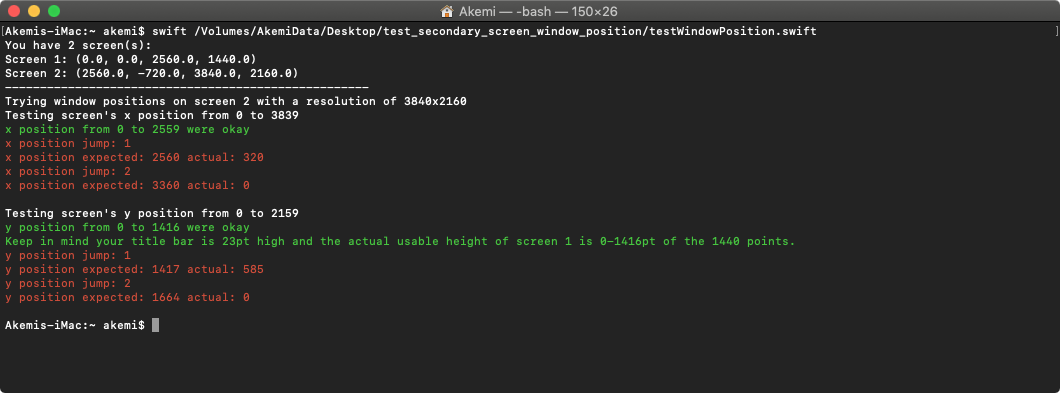 Akemi — -bash — 150×26
[Akemis-iMac:~ akemi$ swift /Volumes/AkemiData/Desktop/test_secondary_screen_window_position/testWindowPosition.swift ]
You have 2 screen(s):
Screen 1: (0.0, 0.0, 2560.0, 1440.0)
Screen 2: (2560.0, -720.0, 3840.0, 2160.0)
----------------------------------------------------
Trying window positions on screen 2 with a resolution of 3840x2160
Testing screen's x position from 0 to 3839
x position from 0 to 2559 were okay
x position jump: 1
x position expected: 2560 actual: 320
x position jump: 2
x position expected: 3360 actual: 0
Testing screen's y position from 0 to 2159
y position from 0 to 1416 were okay
Keep in mind your title bar is 23pt high and the actual usable height of screen 1 is 0-1416pt of the 1440 points.
y position jump: 1
y position expected: 1417 actual: 585
y position jump: 2
y position expected: 1664 actual: 0
Akemis-iMac:~ akemi$